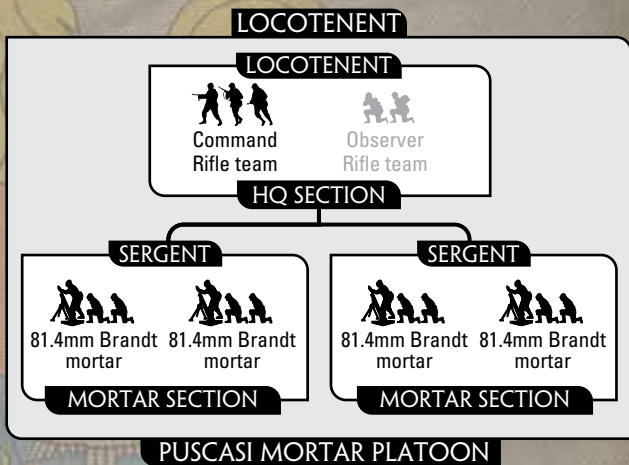 LOCOTENENT
LOCOTENENT
Command
Rifle team
Observer
Rifle team
HQ SECTION
SERGENT
81.4mm Brandt
mortar
81.4mm Brandt
mortar
MORTAR SECTION
SERGENT
81.4mm Brandt
mortar
81.4mm Brandt
mortar
MORTAR SECTION
PUSCASI MORTAR PLATOON